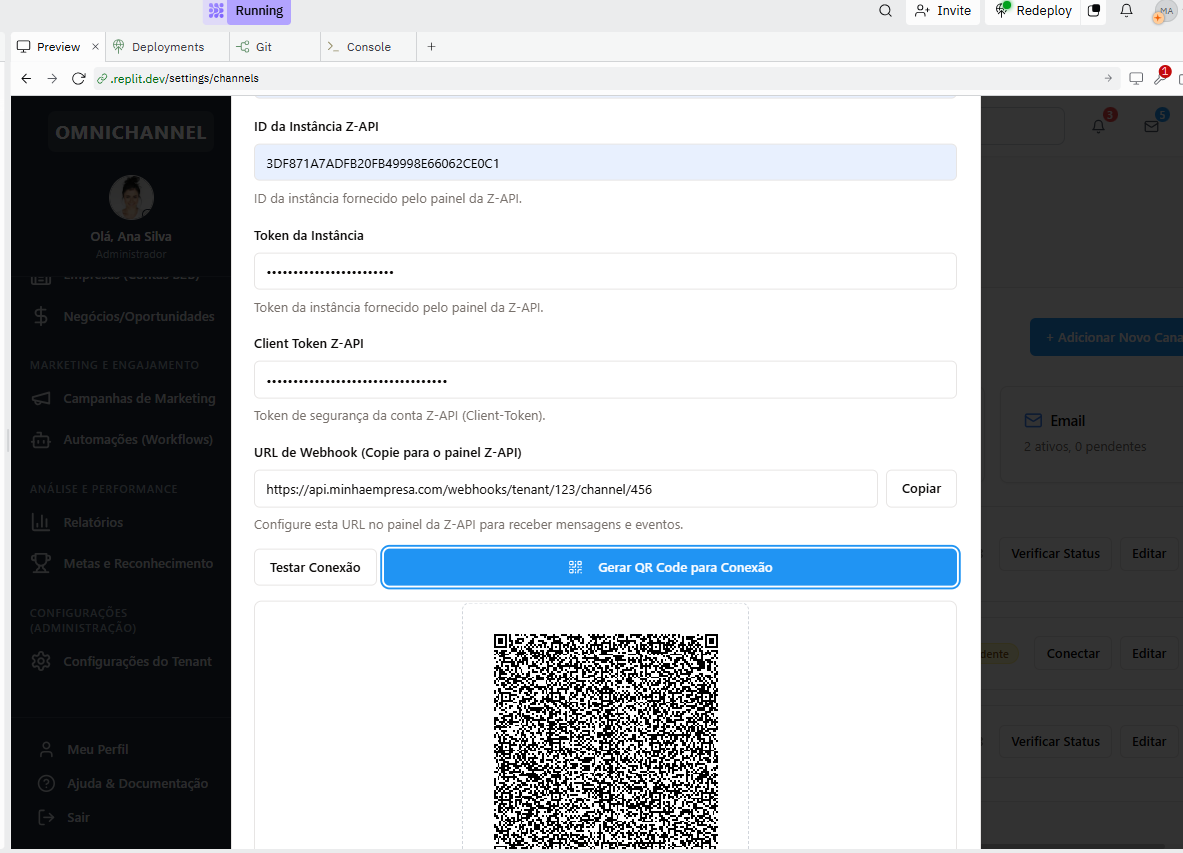 Running
Invite
Redeploy
MA
Preview
Deployments
Git
Console
.replit.dev/settings/channels
1
OMNICHANNEL
Olá, Ana Silva
Administrador
Empresas (Contas B2B)
Negócios/Oportunidades
MARKETING E ENGAJAMENTO
Campanhas de Marketing
Automações (Workflows)
ANÁLISE E PERFORMANCE
Relatórios
Metas e Reconhecimento
CONFIGURAÇÕES
(ADMINISTRAÇÃO)
Configurações do Tenant
Meu Perfil
Ajuda & Documentação
Sair
ID da Instância Z-API
3DF871A7ADFB20FB49998E66062CE0C1
ID da instância fornecido pelo painel da Z-API.
Token da Instância
Token da instância fornecido pelo painel da Z-API.
Client Token Z-API
Token de segurança da conta Z-API (Client-Token).
URL de Webhook (Copie para o painel Z-API)
https://api.minhaempresa.com/webhooks/tenant/123/channel/456
Copiar
Configure esta URL no painel da Z-API para receber mensagens e eventos.
Testar Conexão
Gerar QR Code para Conexão
3
5
+ Adicionar Novo Cana
Email
2 ativos, 0 pendentes
Verificar Status
Editar
dente
Conectar
Editar
Verificar Status
Editar